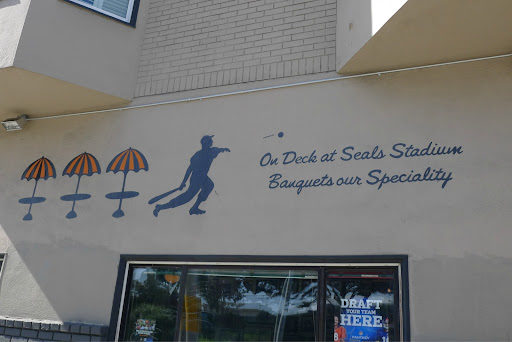 On Deck at Seals Stadium
Banquets our Speciality
DRAFT
YOUR TEAM
HERE